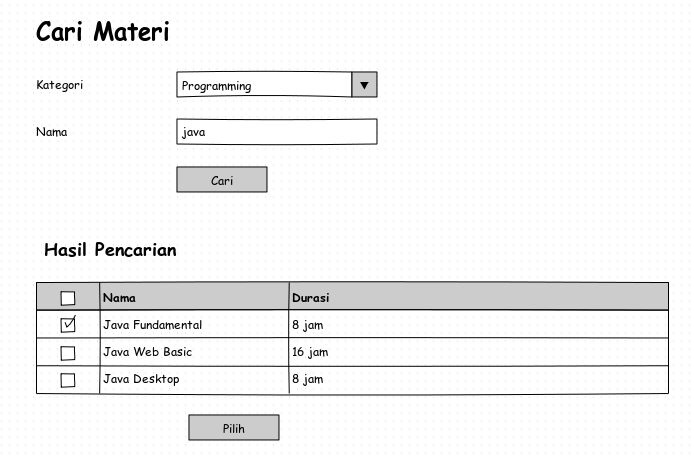 Cari Materi
Kategori Programming
Nama java
Cari
Hasil Pencarian
Nama Durasi
Java Fundamental 8 jam
Java Web Basic 16 jam
Java Desktop 8 jam
Pilih